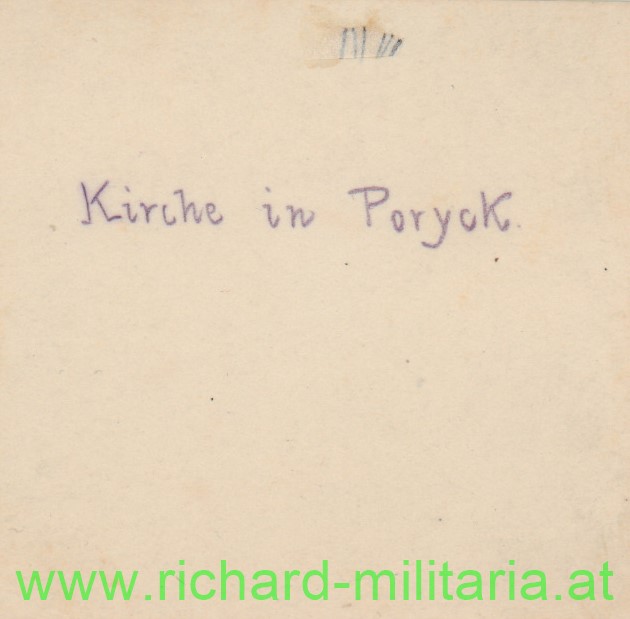 Kirche in Poryck.
www.richard-militaria.at